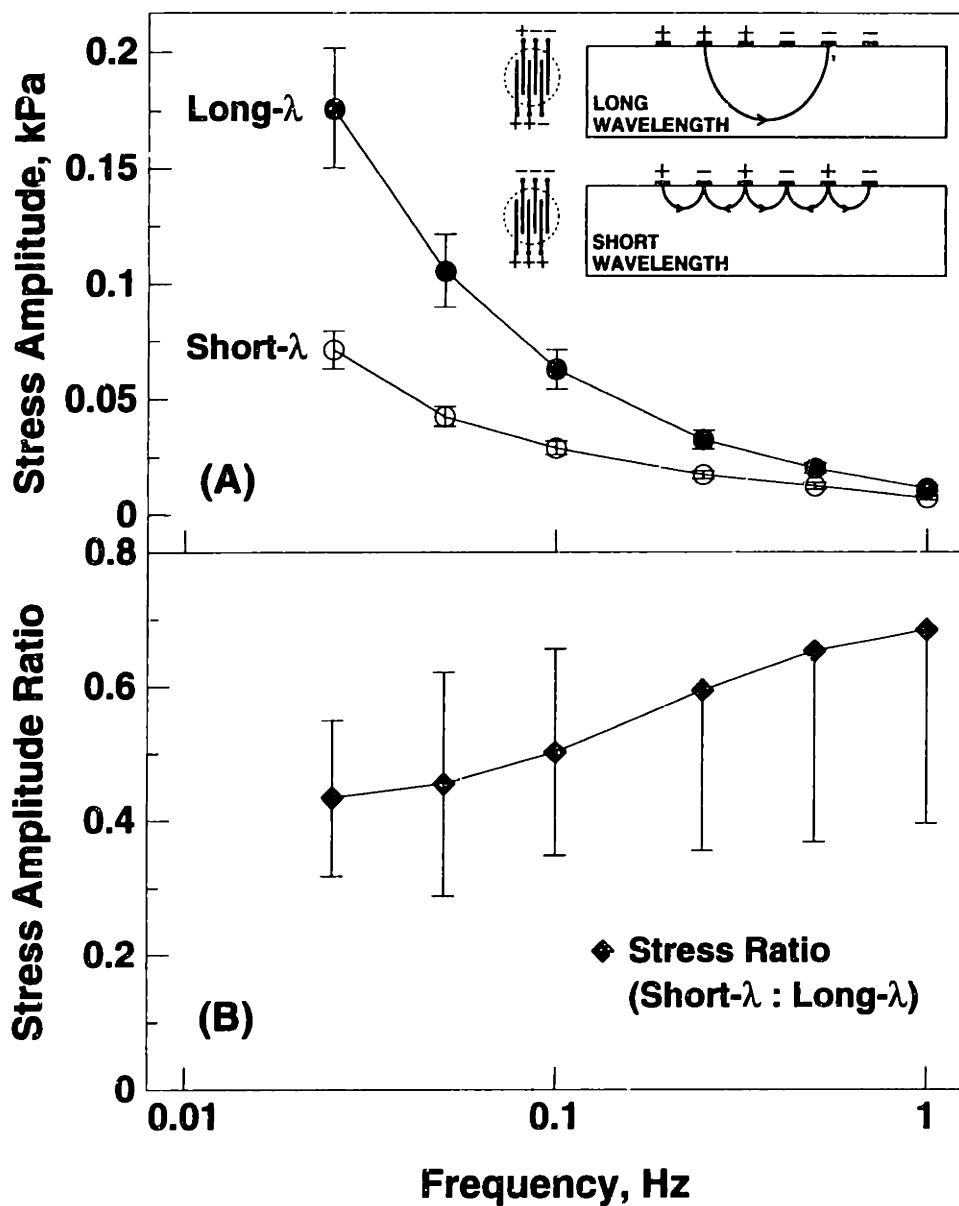 (A)
Stress Amplitude, kPa
0.2
0.15
0.1
0.05
0
Long-λ
Short-λ
+ − −
+ + −
+ + + − − −
LONG
WAVELENGTH
− − −
+ + +
+ − + − + −
SHORT
WAVELENGTH
(B)
Stress Amplitude Ratio
0.8
0.6
0.4
0.2
0
Stress Ratio
(Short-λ : Long-λ)
0.01 0.1 1
Frequency, Hz